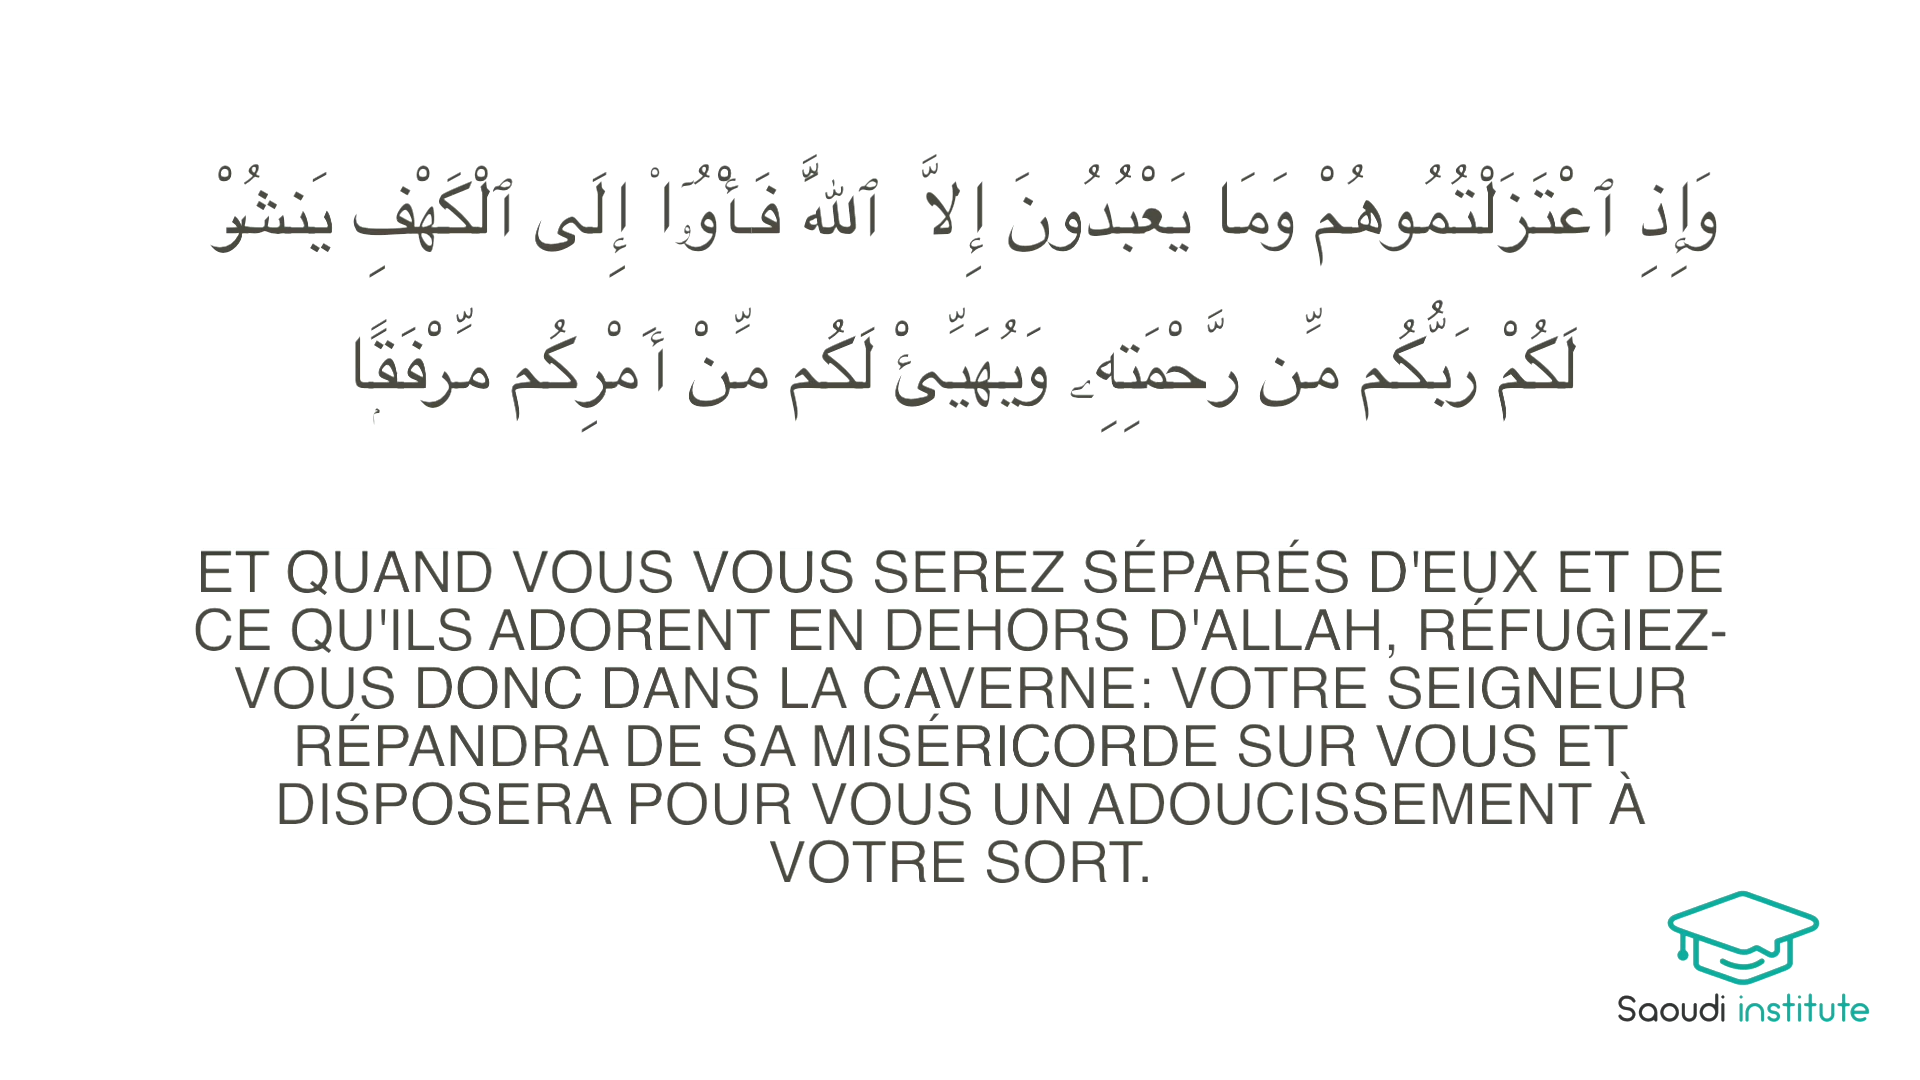 وَإِذِ ٱعْتَزَلْتُمُوهُمْ وَمَا يَعْبُدُونَ إِلاَّ ٱللَّهَ فَأْوُۥٓا۟ إِلَى ٱلْكَهْفِ يَنشُرْ
لَكُمْ رَبُّكُم مِّن رَّحْمَتِهِۦ وَيُهَيِّئْ لَكُم مِّنْ أَمْرِكُم مِّرْفَقًۭا
ET QUAND VOUS VOUS SEREZ SÉPARÉS D'EUX ET DE
CE QU'ILS ADORENT EN DEHORS D'ALLAH, RÉFUGIEZ-
VOUS DONC DANS LA CAVERNE: VOTRE SEIGNEUR
RÉPANDRA DE SA MISÉRICORDE SUR VOUS ET
DISPOSERA POUR VOUS UN ADOUCISSEMENT À
VOTRE SORT.
Saoudi institute